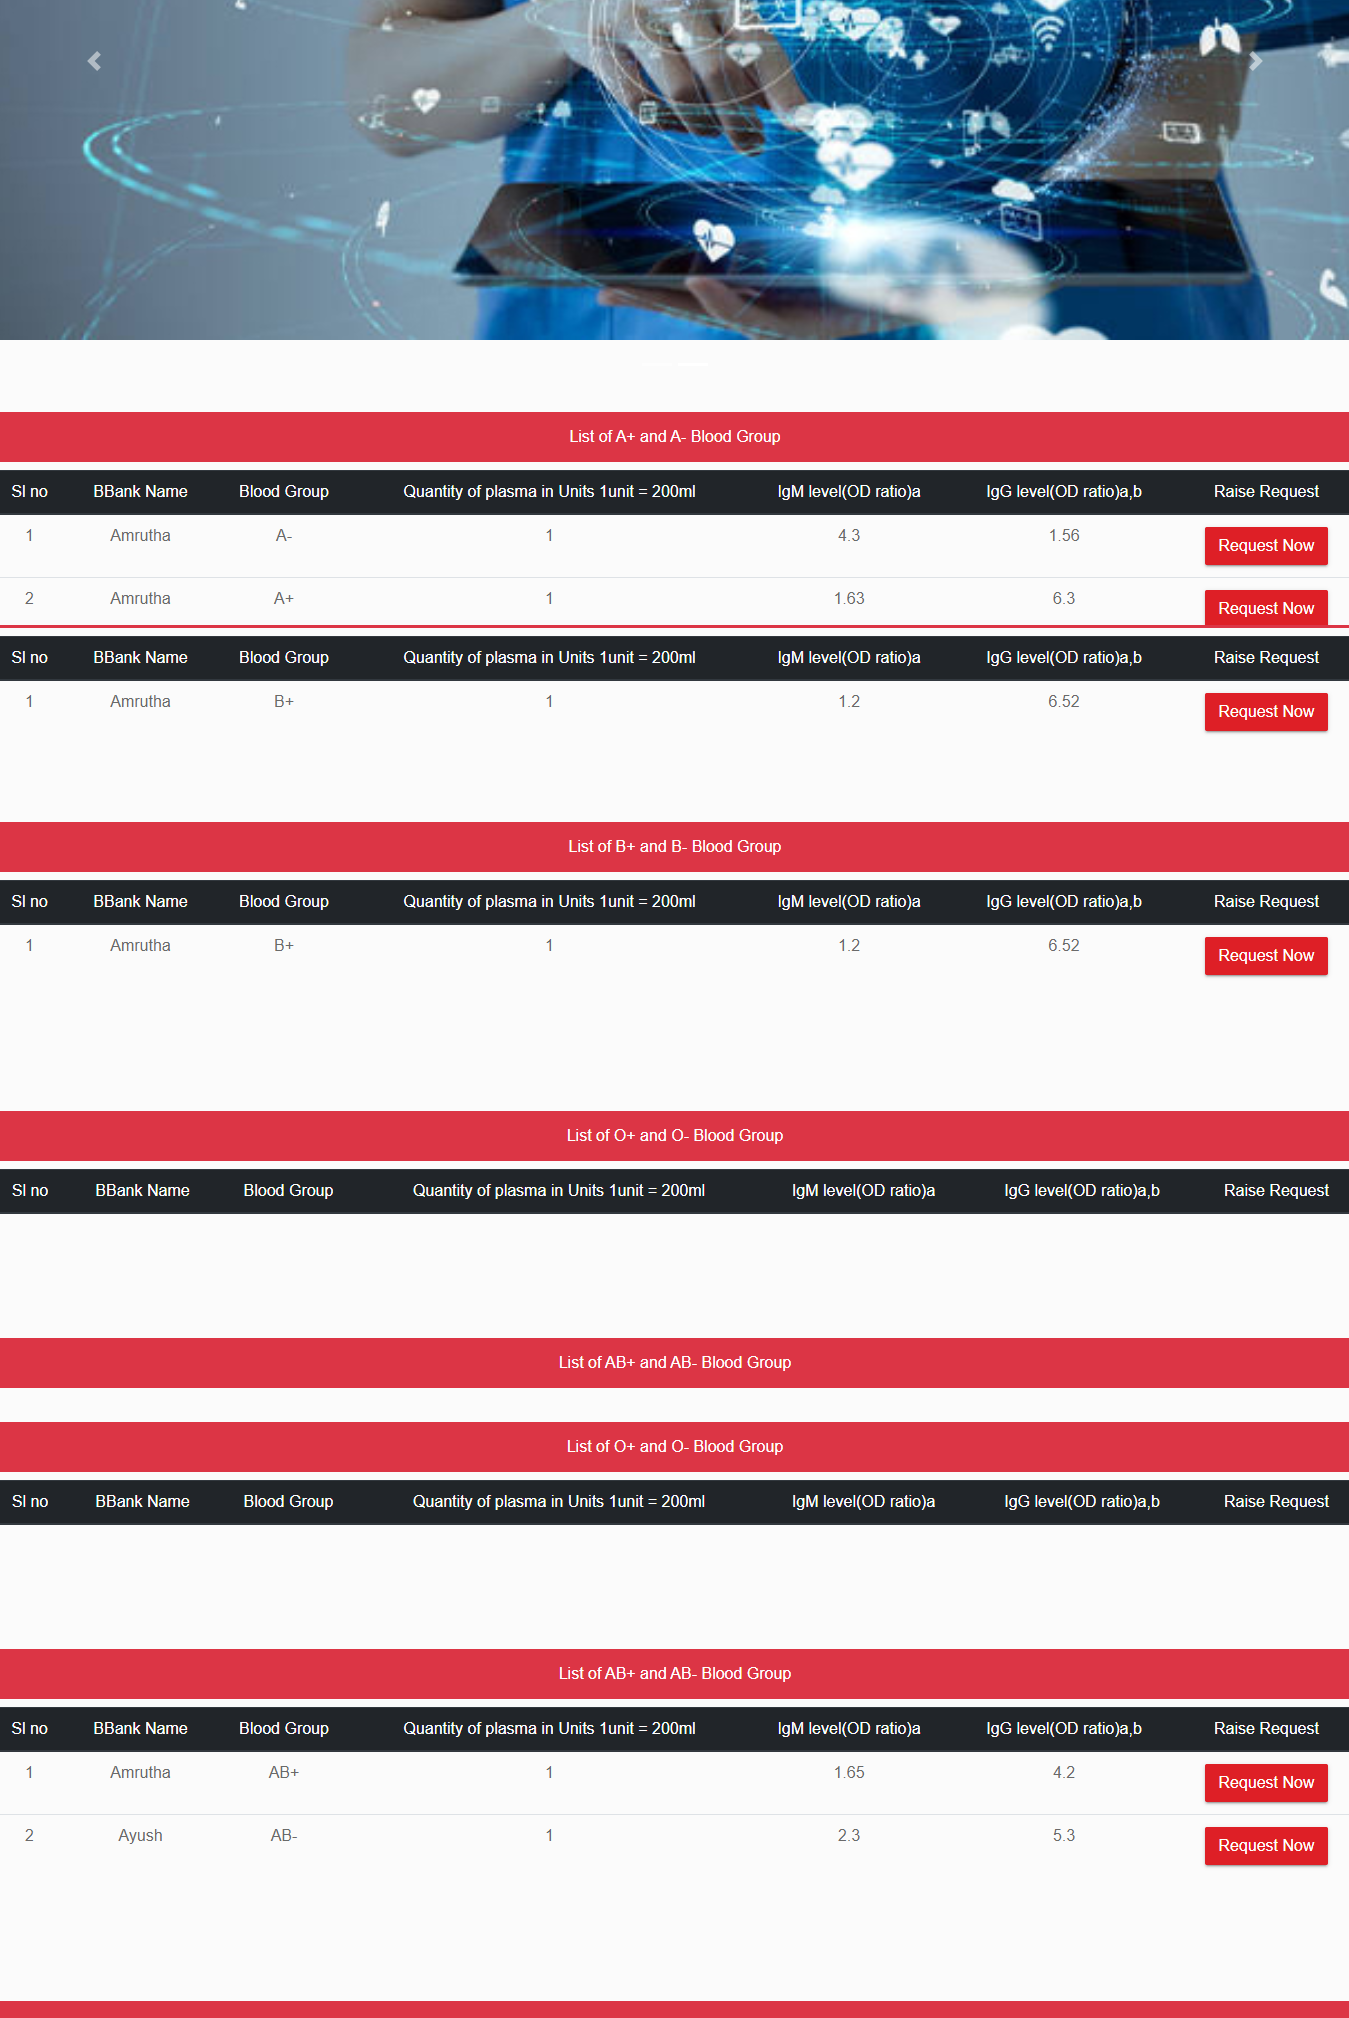 List of A+ and A- Blood Group
Sl no BBank Name Blood Group Quantity of plasma in Units 1unit = 200ml IgM level(OD ratio)a IgG level(OD ratio)a,b Raise Request
1 Amrutha A- 1 4.3 1.56 Request Now
2 Amrutha A+ 1 1.63 6.3 Request Now
Sl no BBank Name Blood Group Quantity of plasma in Units 1unit = 200ml IgM level(OD ratio)a IgG level(OD ratio)a,b Raise Request
1 Amrutha B+ 1 1.2 6.52 Request Now
List of B+ and B- Blood Group
Sl no BBank Name Blood Group Quantity of plasma in Units 1unit = 200ml IgM level(OD ratio)a IgG level(OD ratio)a,b Raise Request
1 Amrutha B+ 1 1.2 6.52 Request Now
List of O+ and O- Blood Group
Sl no BBank Name Blood Group Quantity of plasma in Units 1unit = 200ml IgM level(OD ratio)a IgG level(OD ratio)a,b Raise Request
List of AB+ and AB- Blood Group
List of O+ and O- Blood Group
Sl no BBank Name Blood Group Quantity of plasma in Units 1unit = 200ml IgM level(OD ratio)a IgG level(OD ratio)a,b Raise Request
List of AB+ and AB- Blood Group
Sl no BBank Name Blood Group Quantity of plasma in Units 1unit = 200ml IgM level(OD ratio)a IgG level(OD ratio)a,b Raise Request
1 Amrutha AB+ 1 1.65 4.2 Request Now
2 Ayush AB- 1 2.3 5.3 Request Now